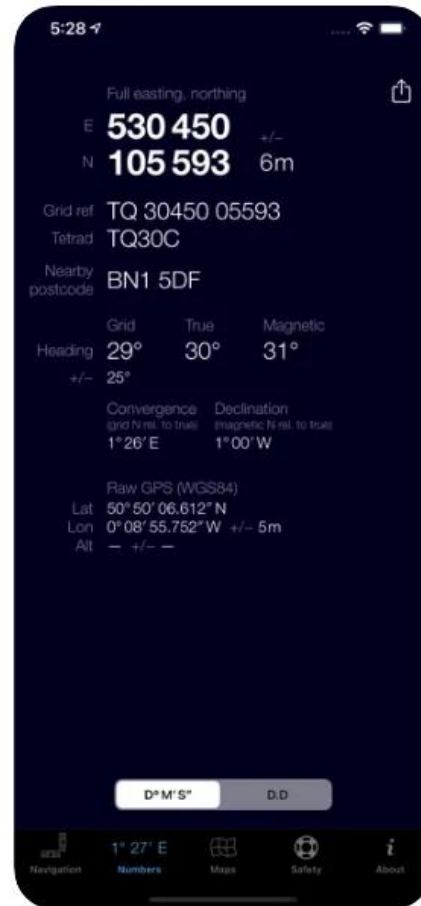 5:28
Full easting, northing
E 530 450 +/-
N 105 593 6m
Grid ref TQ 30450 05593
Tetrad TQ30C
Nearby postcode BN1 5DF
Grid True Magnetic
Heading 29° 30° 31°
+/- 25°
Convergence Declination
(grid N rel. to true) (magnetic N rel. to true)
1° 26′ E 1° 00′ W
Raw GPS (WGS84)
Lat 50° 50′ 06.612″ N
Lon 0° 08′ 55.752″ W +/- 5m
Alt — +/- —
D° M′ S″ D.D
1° 27′ E
Navigation Numbers Maps Safety About